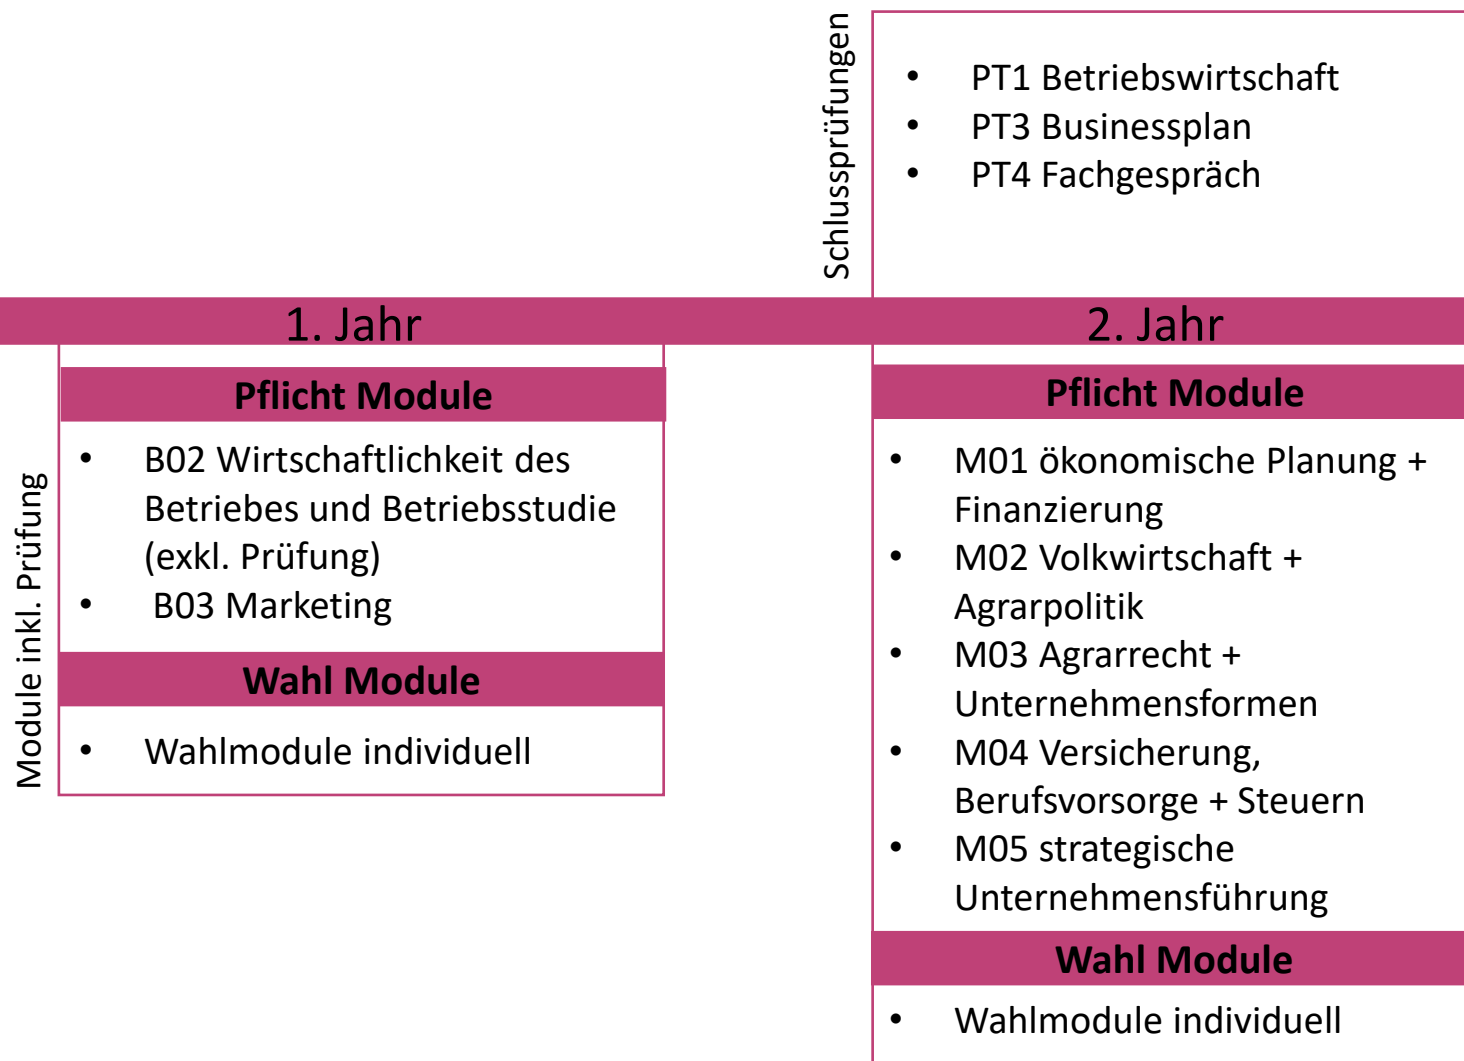 Schlussprüfungen
• PT1 Betriebswirtschaft
• PT3 Businessplan
• PT4 Fachgespräch
1. Jahr
2. Jahr
Module inkl. Prüfung
Pflicht Module
• B02 Wirtschaftlichkeit des
Betriebes und Betriebsstudie
(exkl. Prüfung)
• B03 Marketing
Wahl Module
• Wahlmodule individuell
Pflicht Module
• M01 ökonomische Planung +
Finanzierung
• M02 Volkwirtschaft +
Agrarpolitik
• M03 Agrarrecht +
Unternehmensformen
• M04 Versicherung,
Berufsvorsorge + Steuern
• M05 strategische
Unternehmensführung
Wahl Module
• Wahlmodule individuell